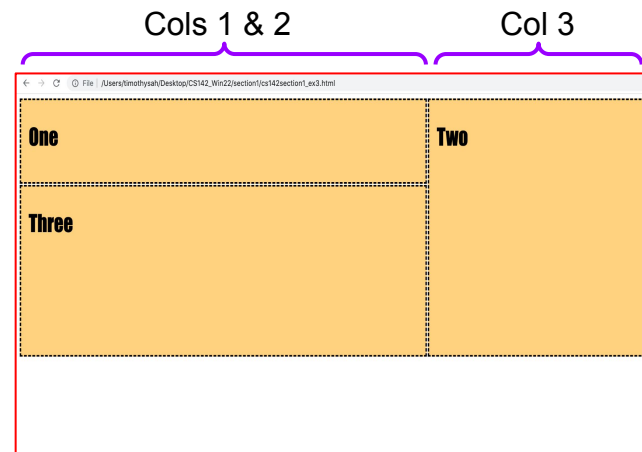 Cols 1 & 2
Col 3
File | /Users/timothysah/Desktop/CS142_Win22/section1/cs142section1_ex3.html
One
Two
Three